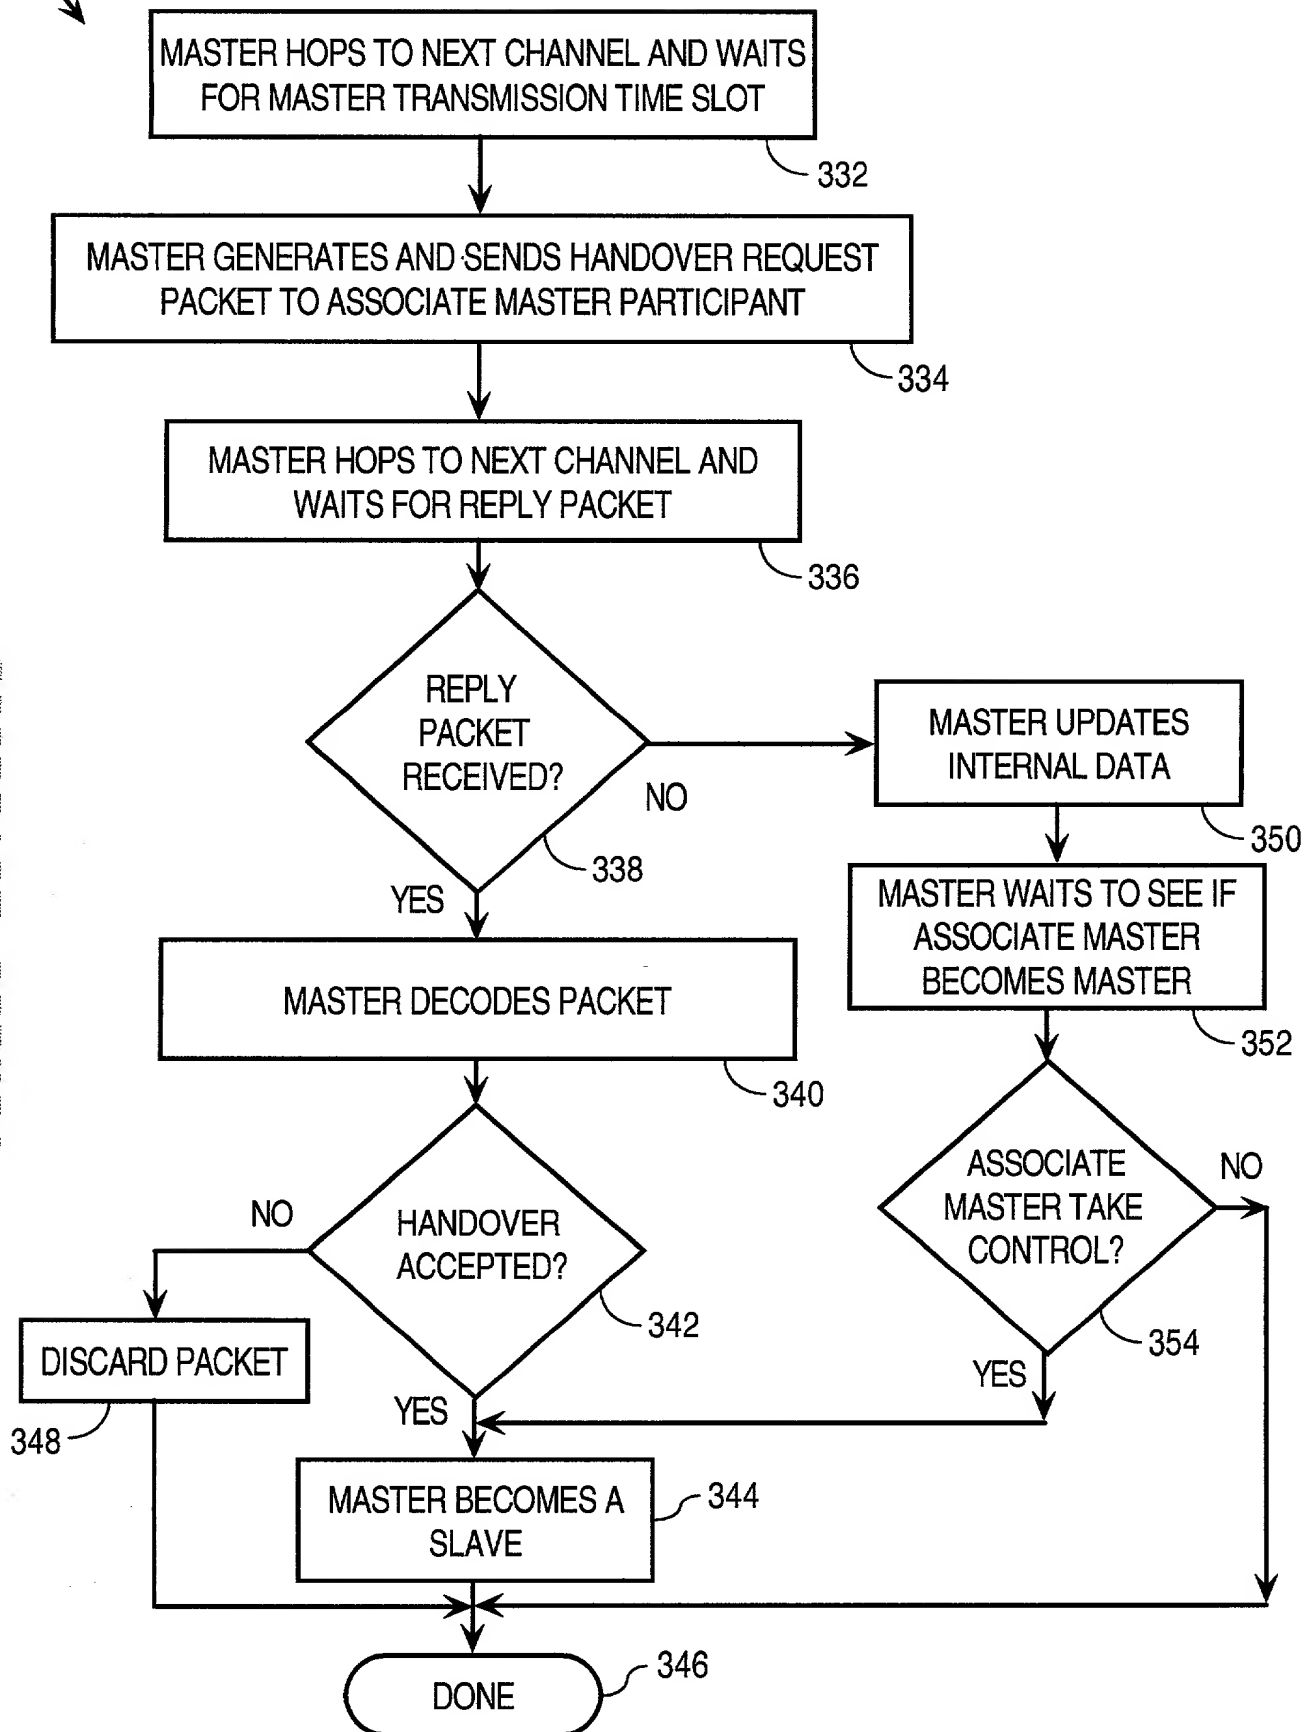 MASTER HOPS TO NEXT CHANNEL AND WAITS
FOR MASTER TRANSMISSION TIME SLOT
332
MASTER GENERATES AND SENDS HANDOVER REQUEST
PACKET TO ASSOCIATE MASTER PARTICIPANT
334
MASTER HOPS TO NEXT CHANNEL AND
WAITS FOR REPLY PACKET
336
REPLY
PACKET
RECEIVED?
NO
338
YES
MASTER UPDATES
INTERNAL DATA
350
MASTER WAITS TO SEE IF
ASSOCIATE MASTER
BECOMES MASTER
352
MASTER DECODES PACKET
340
ASSOCIATE
MASTER TAKE
CONTROL?
NO
354
YES
HANDOVER
ACCEPTED?
NO
342
YES
DISCARD PACKET
348
MASTER BECOMES A
SLAVE
344
DONE
346